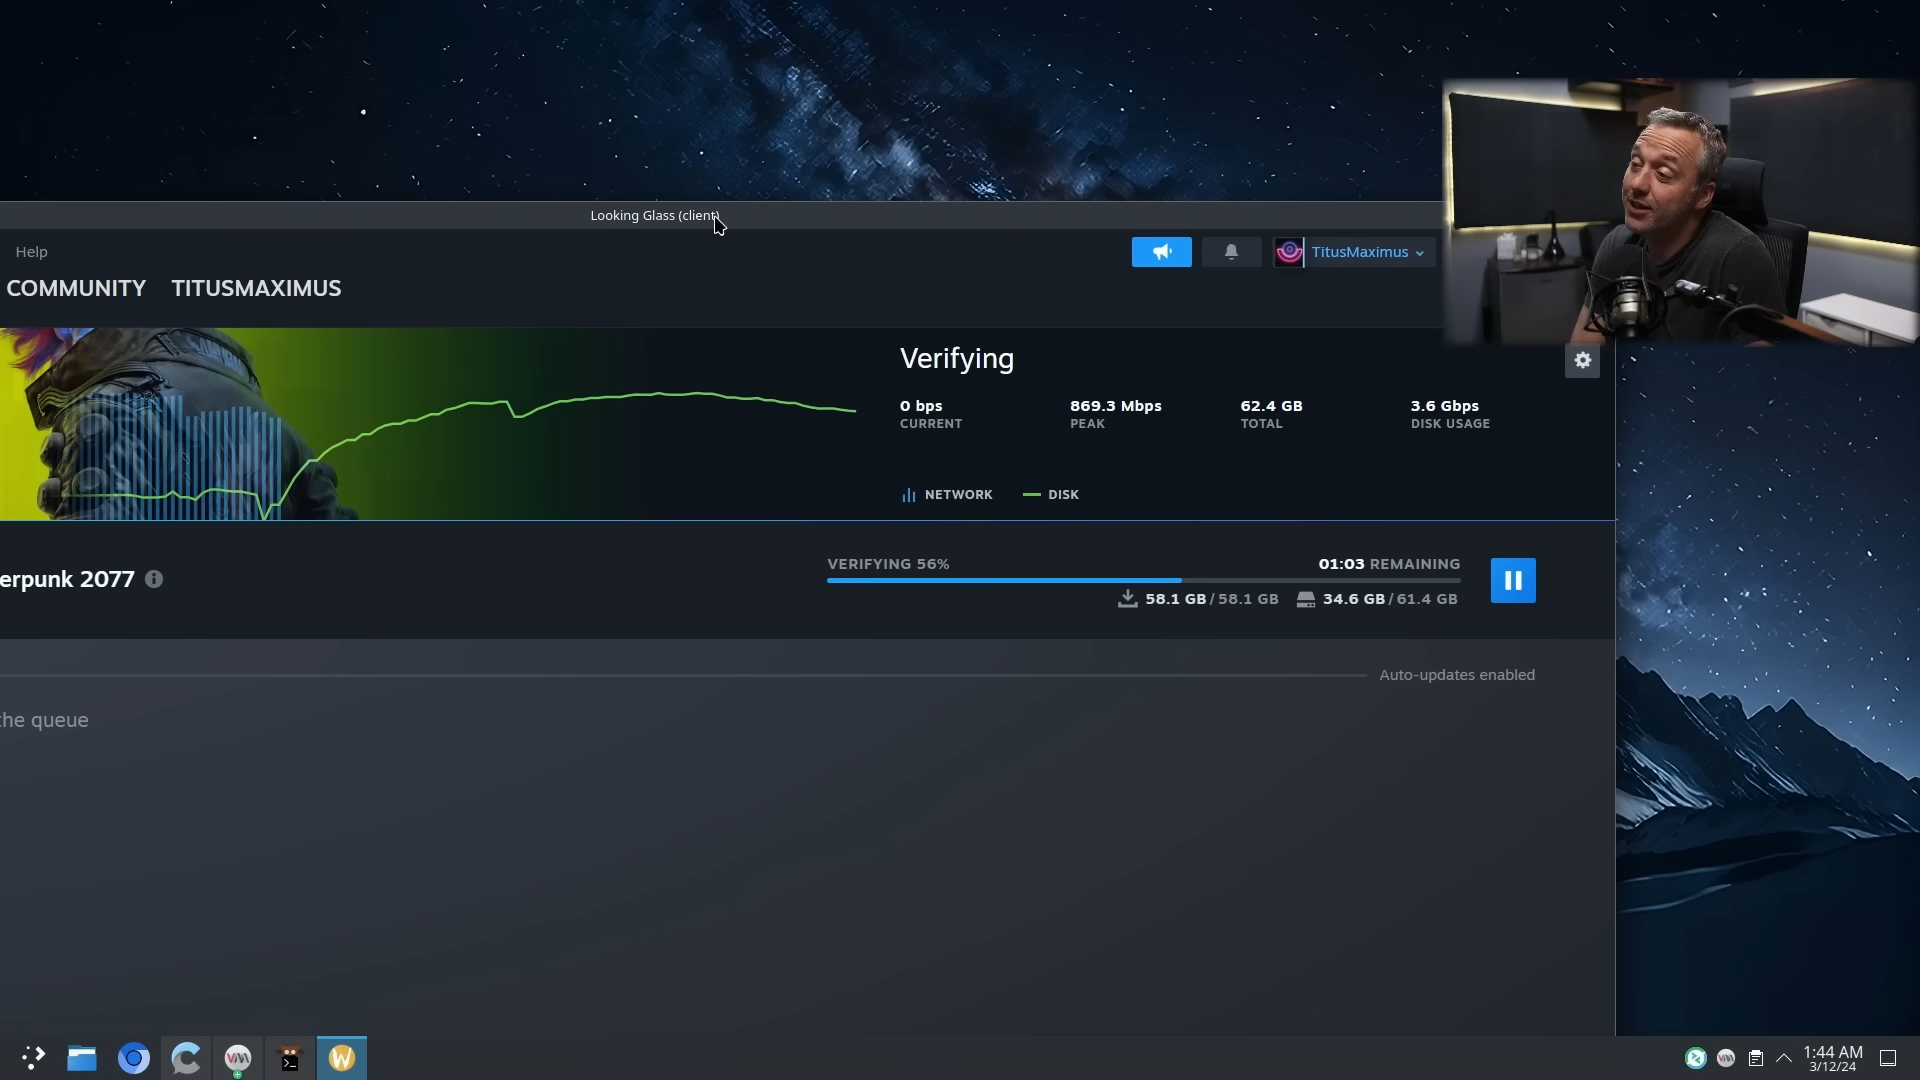 Looking Glass (client)
Help
TitusMaximus
COMMUNITY TITUSMAXIMUS
Verifying
0 bps 869.3 Mbps 62.4 GB 3.6 Gbps
CURRENT PEAK TOTAL DISK USAGE
NETWORK DISK
VERIFYING 56% 01:03 REMAINING
erpunk 2077
58.1 GB / 58.1 GB 34.6 GB / 61.4 GB
Auto-updates enabled
the queue
1:44 AM
3/12/24